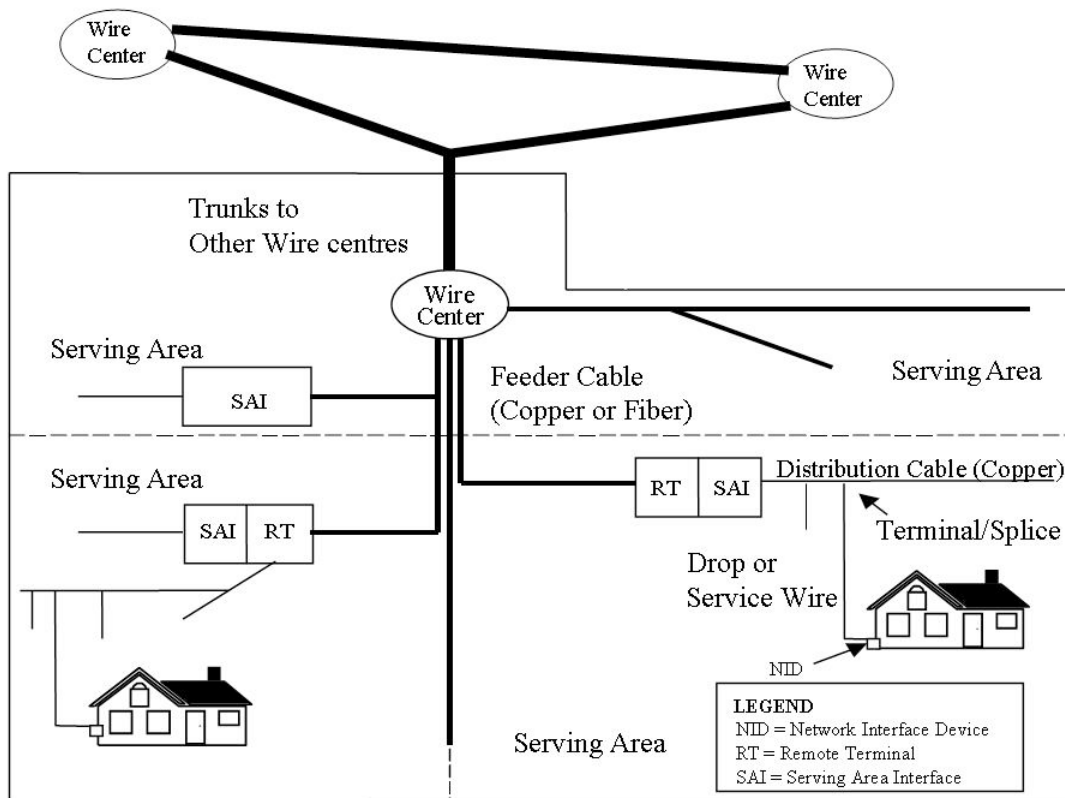 Wire
Center
Wire
Center
Trunks to
Other Wire centres
Wire
Center
Serving Area
SAI
Feeder Cable
(Copper or Fiber)
Serving Area
Serving Area
SAI
RT
RT
SAI
Distribution Cable (Copper)
Terminal/Splice
Drop or
Service Wire
NID
Serving Area
LEGEND
NID = Network Interface Device
RT = Remote Terminal
SAI = Serving Area Interface